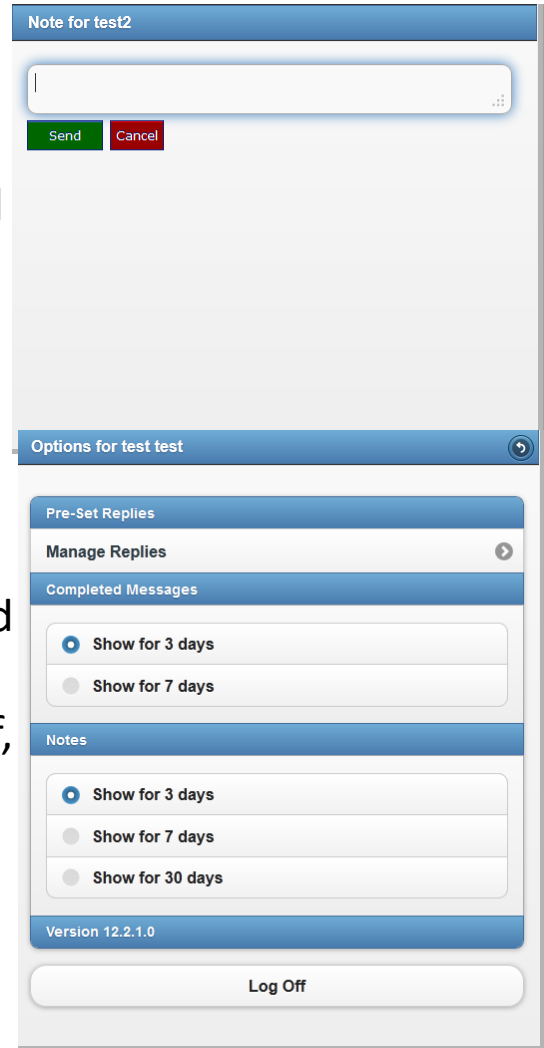 Note for test2
Send Cancel
Options for test test
Pre-Set Replies
Manage Replies
Completed Messages
d
Show for 3 days
Show for 7 days
f,
Notes
Show for 3 days
Show for 7 days
Show for 30 days
Version 12.2.1.0
Log Off